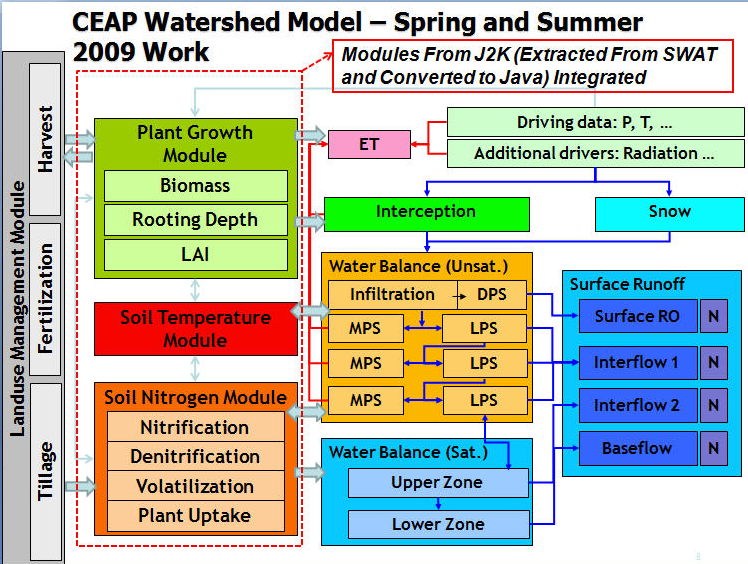 CEAP Watershed Model – Spring and Summer
2009 Work
Modules From J2K (Extracted From SWAT
and Converted to Java) Integrated
Landuse Management Module
Harvest
Fertilization
Tillage
Plant Growth
Module
Biomass
Rooting Depth
LAI
Soil Temperature
Module
Soil Nitrogen Module
Nitrification
Denitrification
Volatilization
Plant Uptake
ET
Driving data: P, T, ...
Additional drivers: Radiation ...
Interception
Snow
Water Balance (Unsat.)
Infiltration
DPS
MPS
LPS
MPS
LPS
MPS
LPS
Water Balance (Sat.)
Upper Zone
Lower Zone
Surface Runoff
Surface RO
N
Interflow 1
N
Interflow 2
N
Baseflow
N